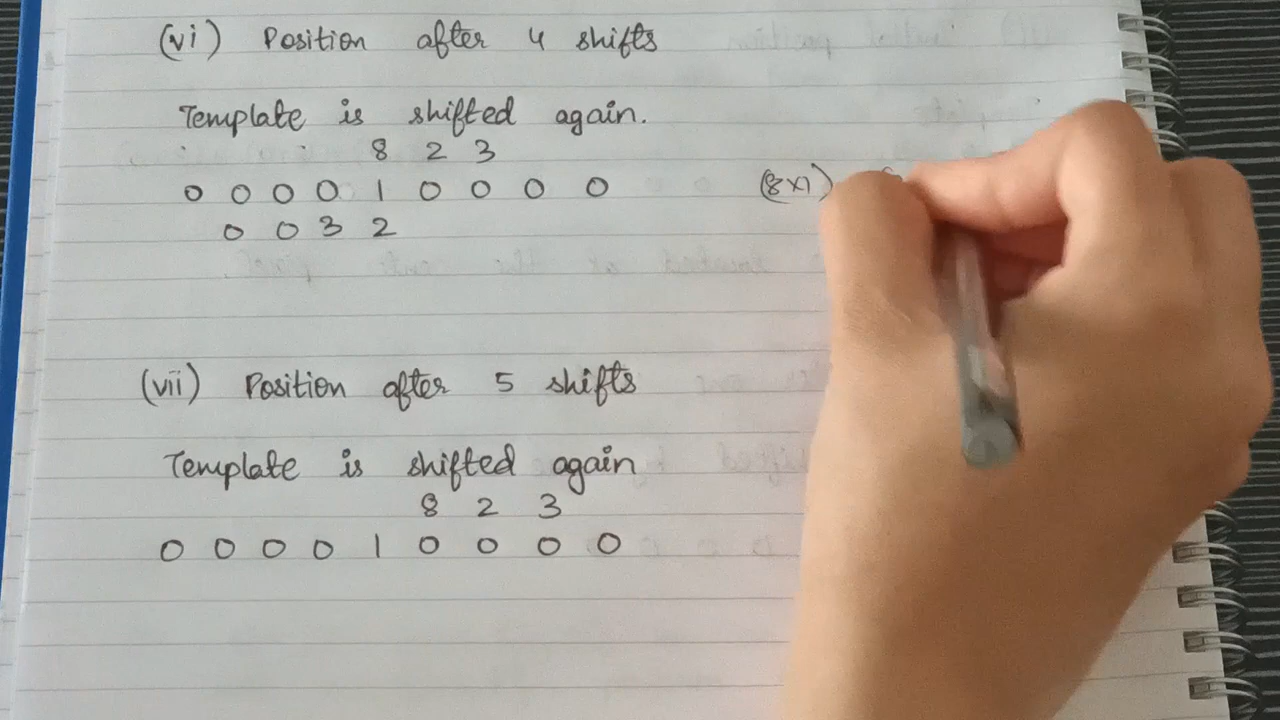 (vi) Position after 4 shifts
Template is shifted again.
8 2 3
0 0 0 0 1 0 0 0 0 (8×1)
0 0 3 2
(vii) Position after 5 shifts
Template is shifted again
8 2 3
0 0 0 0 1 0 0 0 0